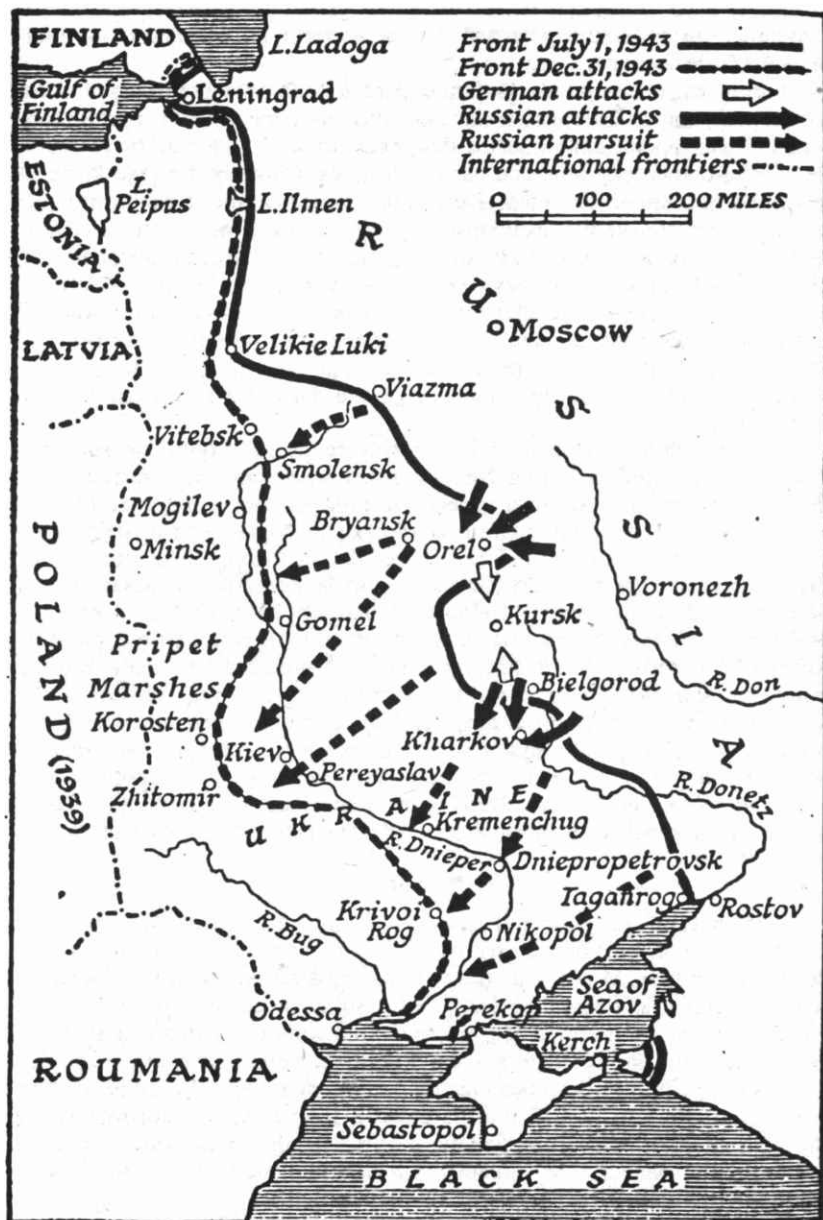 FINLAND
L. Ladoga
Gulf of
Finland
Leningrad
Front July 1, 1943
Front Dec. 31, 1943
German attacks
Russian attacks
Russian pursuit
International frontiers
0 100 200 MILES
ESTONIA
L.
Peipus
L. Ilmen
RUSSIA
Moscow
LATVIA
Velikie Luki
Viazma
Vitebsk
Smolensk
Mogilev
Bryansk
Orel
Minsk
POLAND (1939)
Voronezh
Gomel
Kursk
Pripet
Marshes
R. Don
Bielgorod
Korosten
Kiev
Kharkov
Pereyaslav
Zhitomir
R. Donetz
UKRAINE
Kremenchug
R. Dnieper
Dniepropetrovsk
Taganrog
Rostov
Krivoi
Rog
Nikopol
R. Bug
Sea of
Azov
Odessa
Perekop
Kerch
ROUMANIA
Sebastopol
BLACK SEA